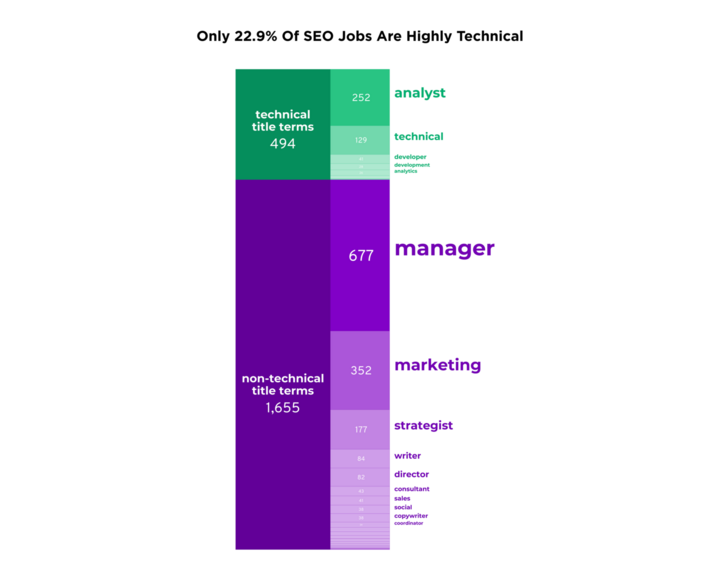 Only 22.9% Of SEO Jobs Are Highly Technical
technical
title terms
494
252
analyst
129
technical
developer
development
analytics
677
manager
non-technical
title terms
1,655
352
marketing
177
strategist
84
writer
82
director
consultant
sales
social
copywriter
coordinator